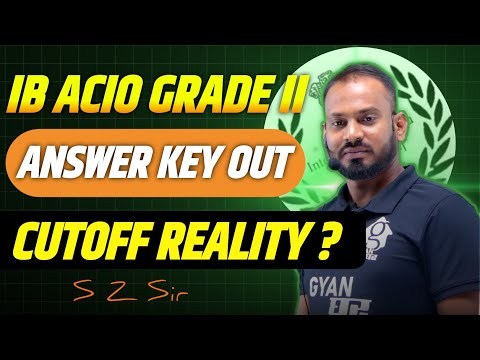 IB ACIO GRADE II
ANSWER KEY OUT
CUTOFF REALITY ?
S Z Sir
GYAN